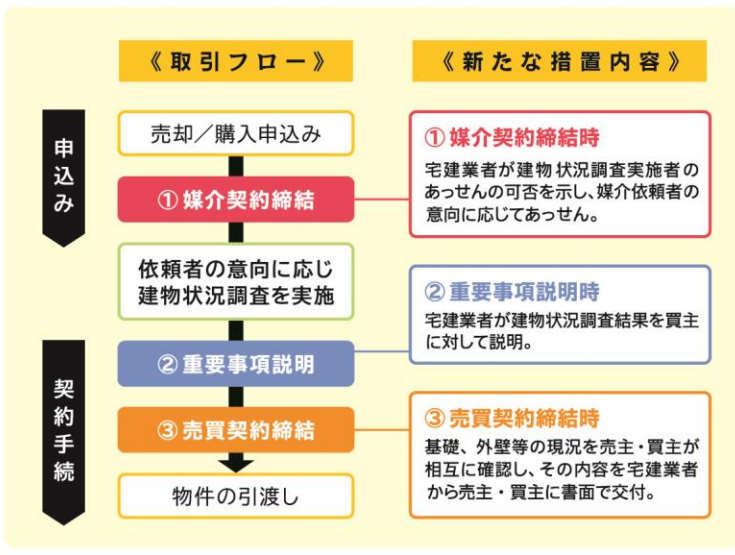 《取引フロー》
《新たな措置内容》
申込み
売却／購入申込み
①媒介契約締結
依頼者の意向に応じ
建物状況調査を実施
契約手続
②重要事項説明
③売買契約締結
物件の引渡し
①媒介契約締結時
宅建業者が建物状況調査実施者の
あっせんの可否を示し、媒介依頼者の
意向に応じてあっせん。
②重要事項説明時
宅建業者が建物状況調査結果を買主
に対して説明。
③売買契約締結時
基礎、外壁等の現況を売主・買主が
相互に確認し、その内容を宅建業者
から売主・買主に書面で交付。